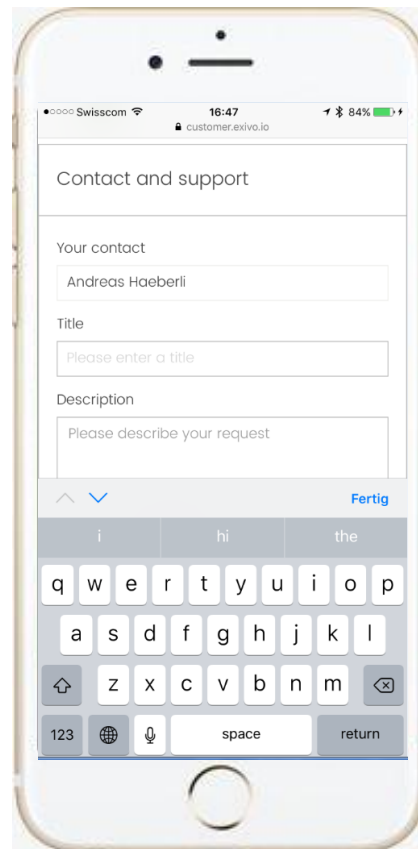 Swisscom 16:47 84%
customer.exivo.io
Contact and support
Your contact
Andreas Haeberli
Title
Please enter a title
Description
Please describe your request
Fertig
i hi the
q w e r t y u i o p
a s d f g h j k l
z x c v b n m
123 space return